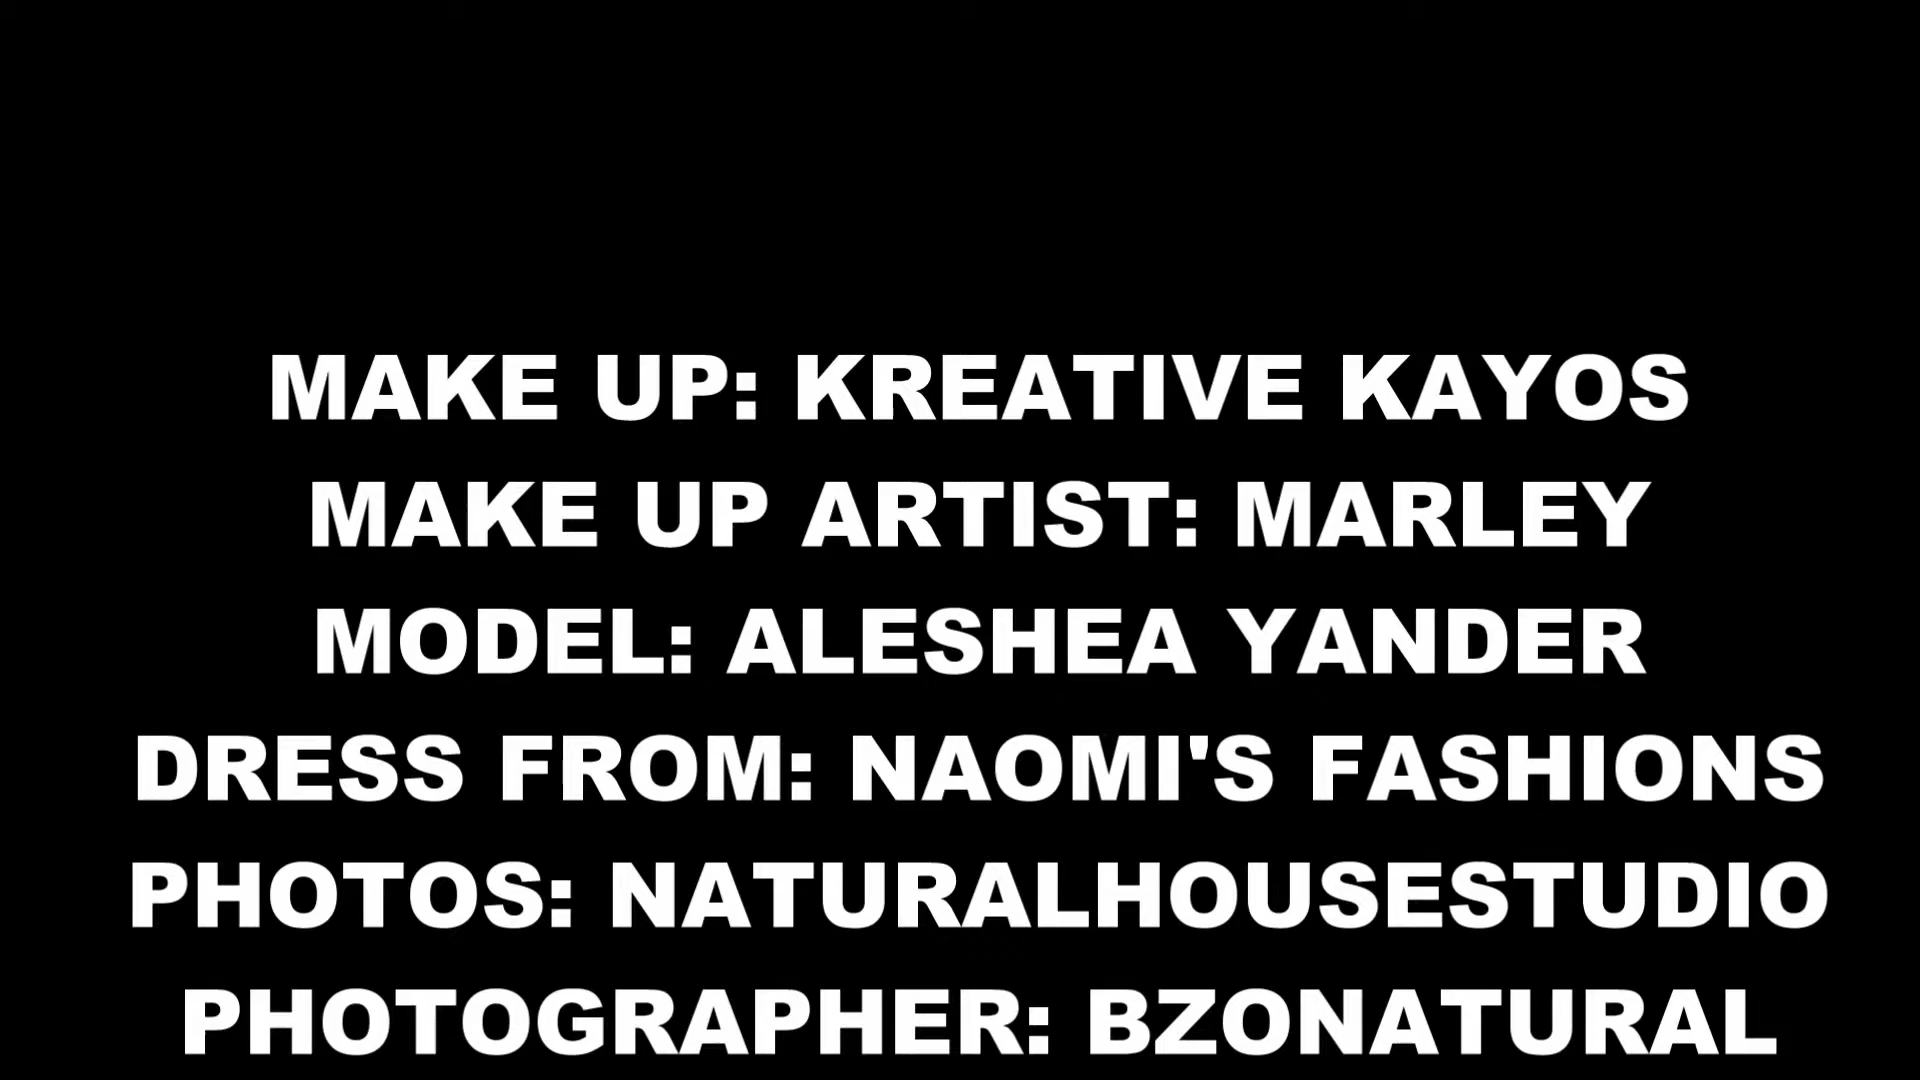 MAKE UP: KREATIVE KAYOS
MAKE UP ARTIST: MARLEY
MODEL: ALESHEA YANDER
DRESS FROM: NAOMI'S FASHIONS
PHOTOS: NATURALHOUSESTUDIO
PHOTOGRAPHER: BZONATURAL